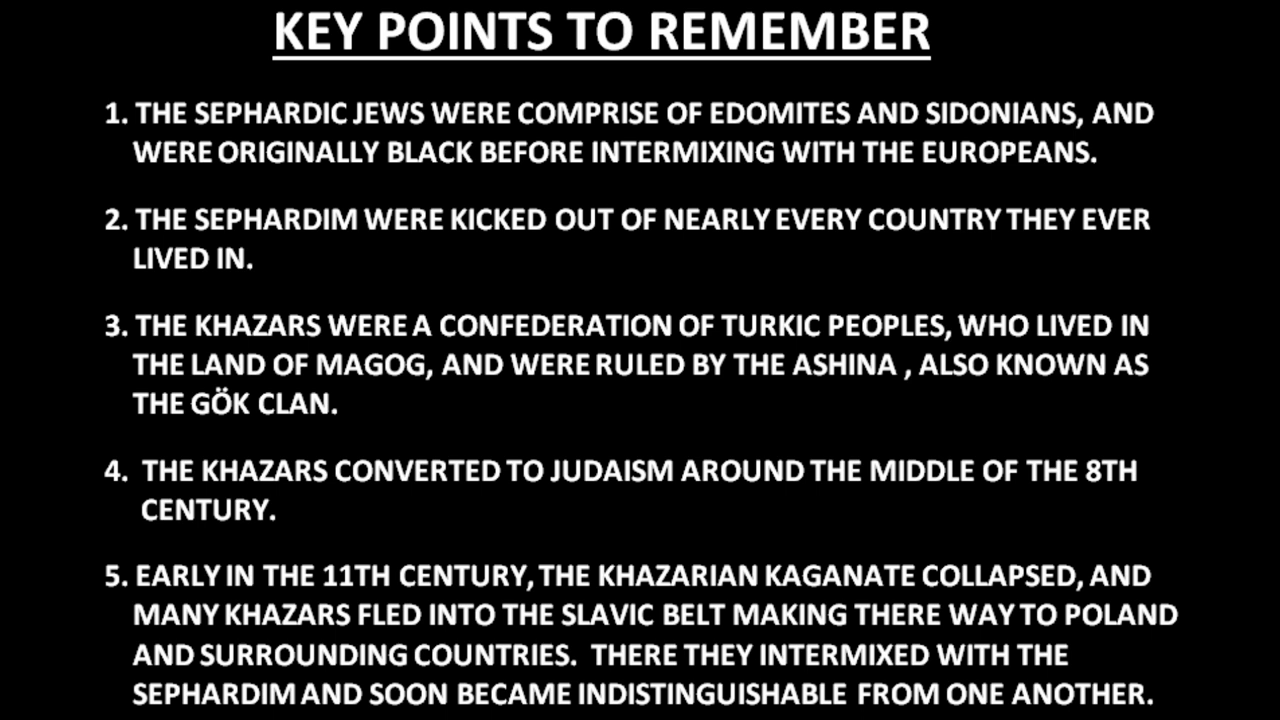 KEY POINTS TO REMEMBER
1. THE SEPHARDIC JEWS WERE COMPRISE OF EDOMITES AND SIDONIANS, AND
WERE ORIGINALLY BLACK BEFORE INTERMIXING WITH THE EUROPEANS.
2. THE SEPHARDIM WERE KICKED OUT OF NEARLY EVERY COUNTRY THEY EVER
LIVED IN.
3. THE KHAZARS WERE A CONFEDERATION OF TURKIC PEOPLES, WHO LIVED IN
THE LAND OF MAGOG, AND WERE RULED BY THE ASHINA , ALSO KNOWN AS
THE GÖK CLAN.
4. THE KHAZARS CONVERTED TO JUDAISM AROUND THE MIDDLE OF THE 8TH
CENTURY.
5. EARLY IN THE 11TH CENTURY, THE KHAZARIAN KAGANATE COLLAPSED, AND
MANY KHAZARS FLED INTO THE SLAVIC BELT MAKING THERE WAY TO POLAND
AND SURROUNDING COUNTRIES. THERE THEY INTERMIXED WITH THE
SEPHARDIM AND SOON BECAME INDISTINGUISHABLE FROM ONE ANOTHER.